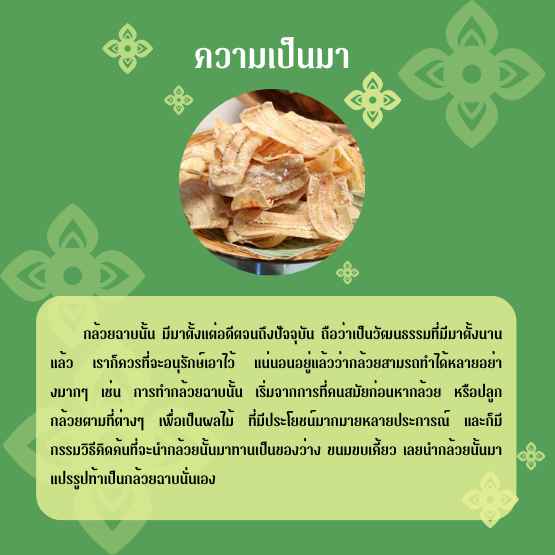 ความเป็นมา
กล้วยฉาบนั้น มีมาตั้งแต่อดีตจนถึงปัจจุบัน ถือว่าเป็นวัฒนธรรมที่มีมาตั้งนาน
แล้ว เราก็ควรที่จะอนุรักษ์เอาไว้ แน่นอนอยู่แล้วว่ากล้วยสามรถทำได้หลายอย่า
งมากๆ เช่น การทำกล้วยฉาบนั้น เริ่มจากการที่คนสมัยก่อนหากล้วย หรือปลูก
กล้วยตามที่ต่างๆ เพื่อเป็นผลไม้ ที่มีประโยชน์มากมายหลายประการณ์ และก็มี
กรรมวิธีคิดค้นที่จะนำกล้วยนั้นมาทานเป็นของว่าง ขนมขบเคี้ยว เลยนำกล้วยนั้นมา
แปรรูปทำเป็นกล้วยฉาบนั่นเอง